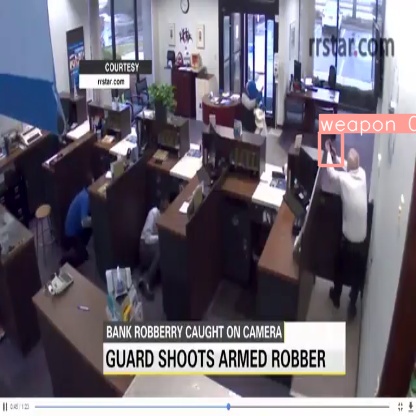 rrstar.com
COURTESY
rrstar.com
weapon 0
BANK ROBBERRY CAUGHT ON CAMERA
GUARD SHOOTS ARMED ROBBER